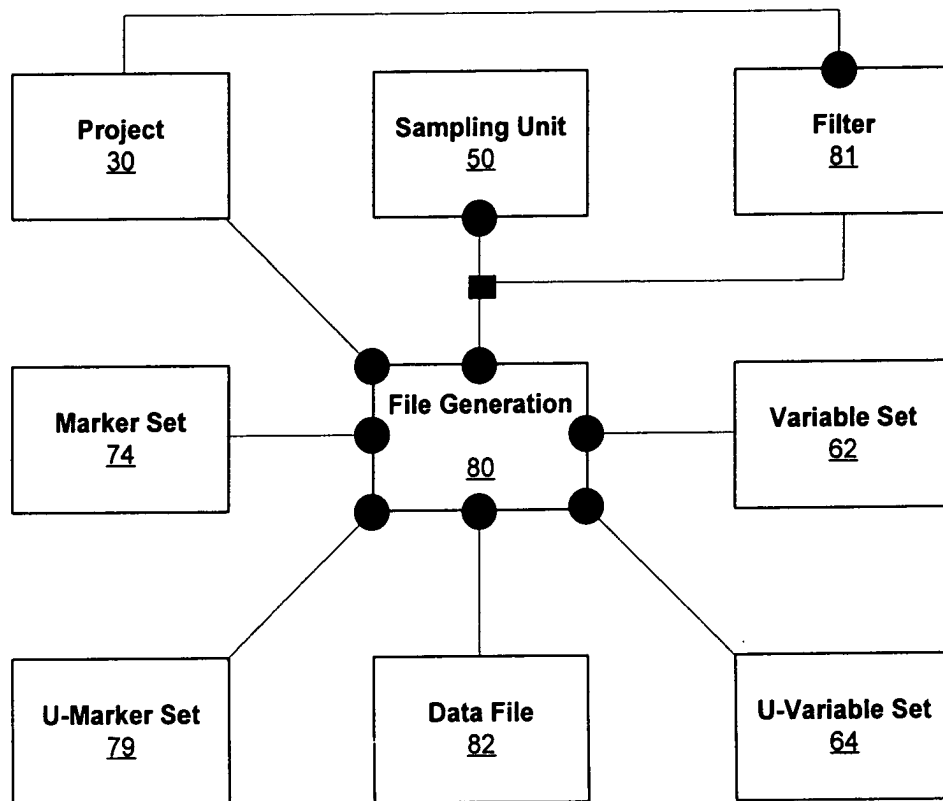 Project
30
Sampling Unit
50
Filter
81
Marker Set
74
File Generation
80
Variable Set
62
U-Marker Set
79
Data File
82
U-Variable Set
64